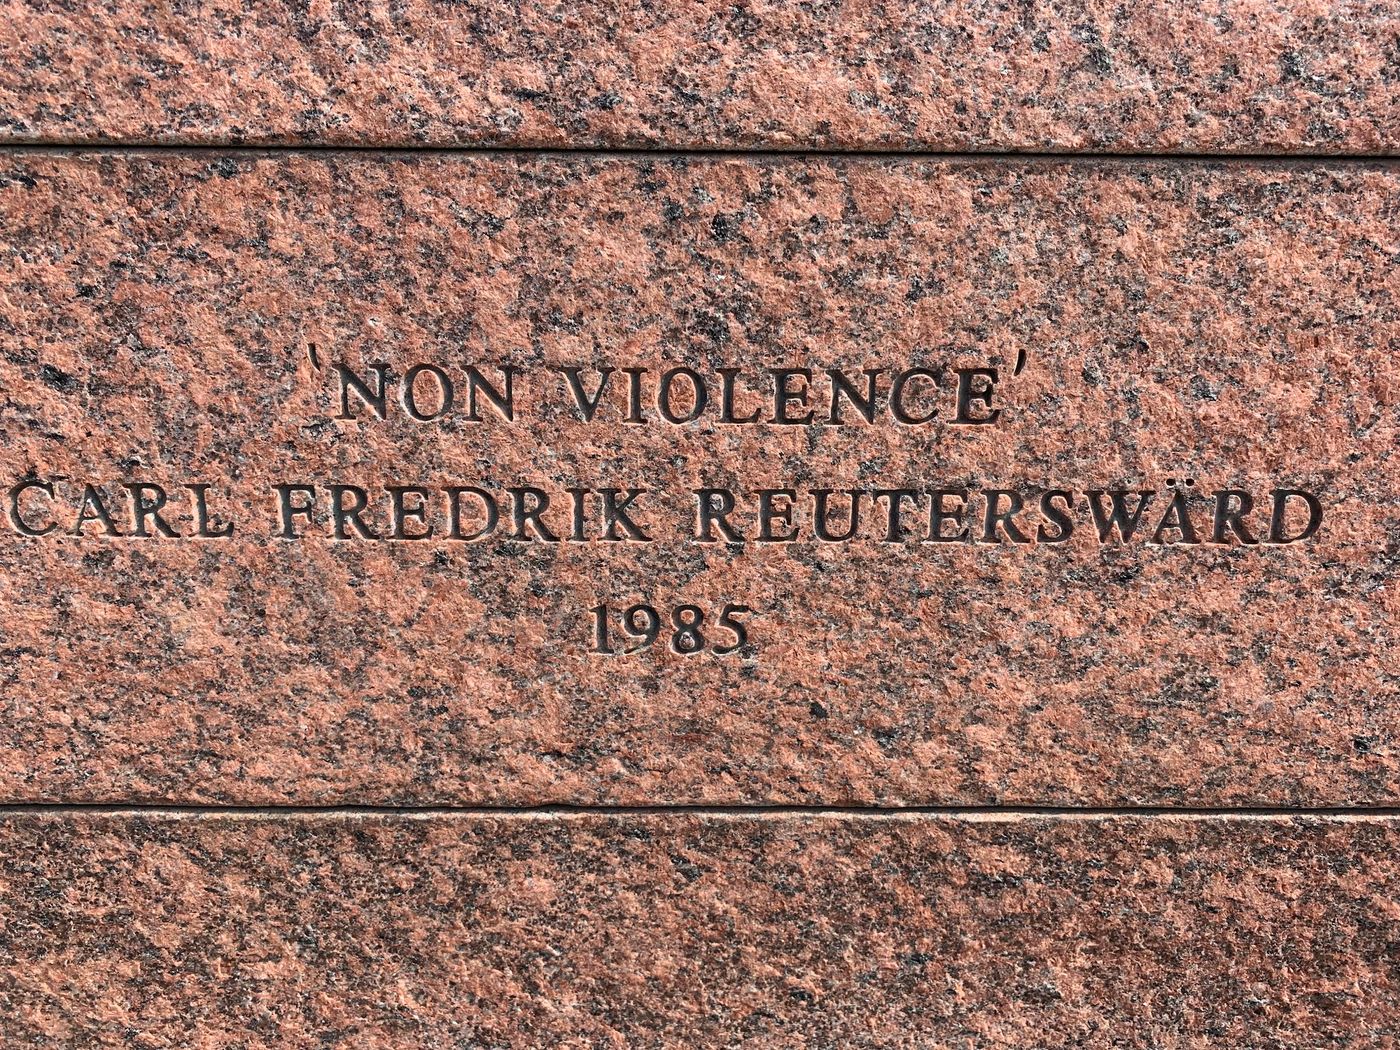 'NON VIOLENCE'
CARL FREDRIK REUTERSWÄRD
1985